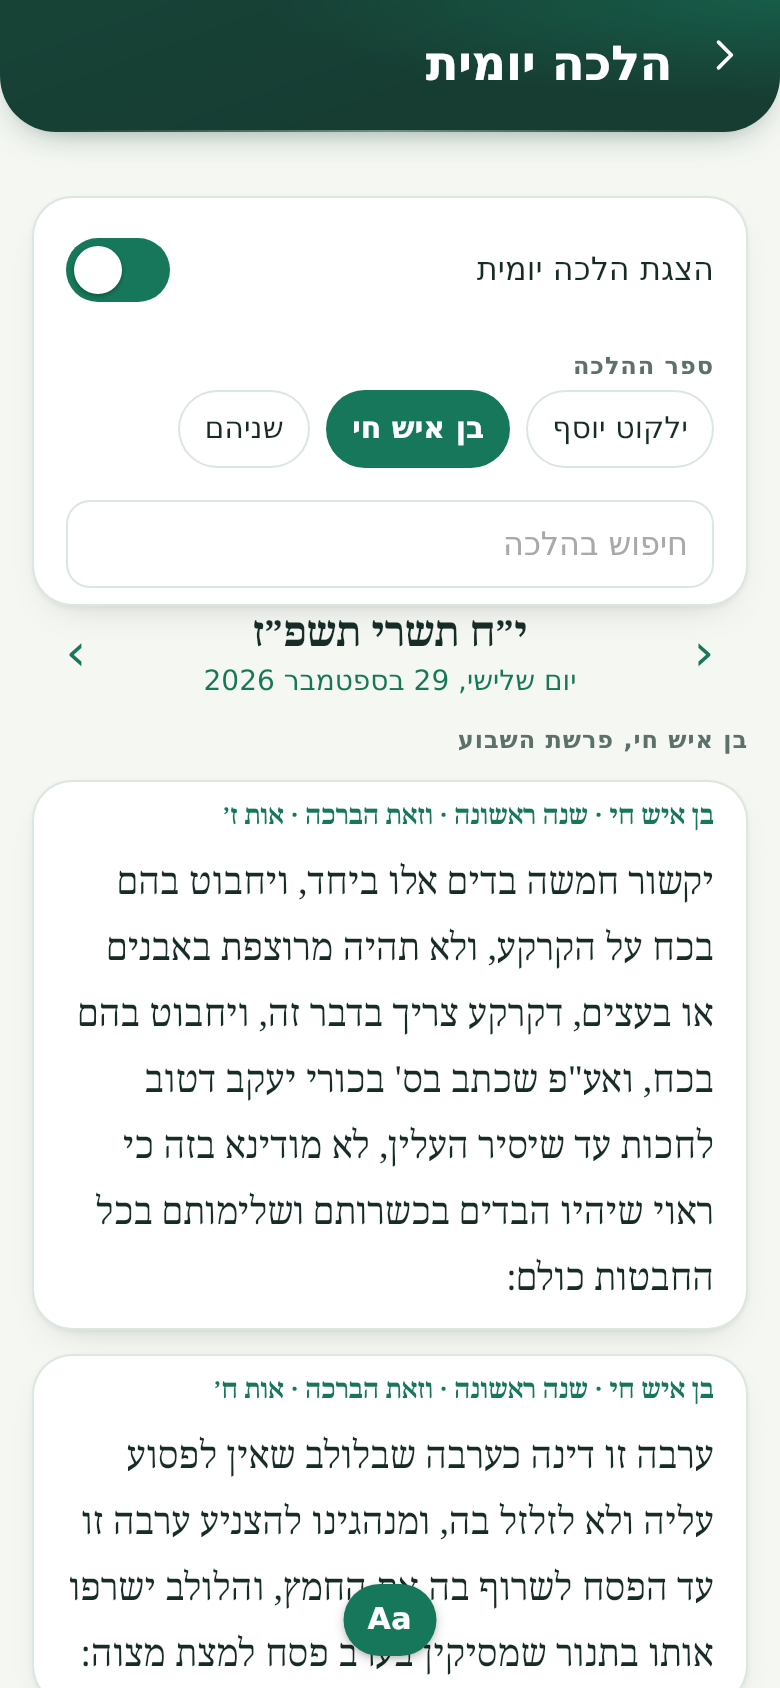 הלכה יומית
הצגת הלכה יומית
ספר ההלכה
ילקוט יוסף
בן איש חי
שניהם
חיפוש בהלכה
י״ח תשרי תשפ״ז
יום שלישי, 29 בספטמבר 2026
בן איש חי, פרשת השבוע
בן איש חי · שנה ראשונה · וזאת הברכה · אות ז׳
יקשור חמשה בדים אלו ביחד, ויחבוט בהם
בכח על הקרקע, ולא תהיה מרוצפת באבנים
או בעצים, דקרקע צריך בדבר זה, ויחבוט בהם
בכח, ואע"פ שכתב בס' בכורי יעקב דטוב
לחכות עד שיסיר העלין, לא מודינא בזה כי
ראוי שיהיו הבדים בכשרותם ושלימותם בכל
החבטות כולם:
בן איש חי · שנה ראשונה · וזאת הברכה · אות ח׳
ערבה זו דינה כערבה שבלולב שאין לפסוע
עליה ולא לזלזל בה, ומנהגינו להצניע ערבה זו
עד הפסח לשרוף בה את החמץ, והלולב ישרפו
אותו בתנור שמסיקין בערב פסח למצת מצוה:
Aa